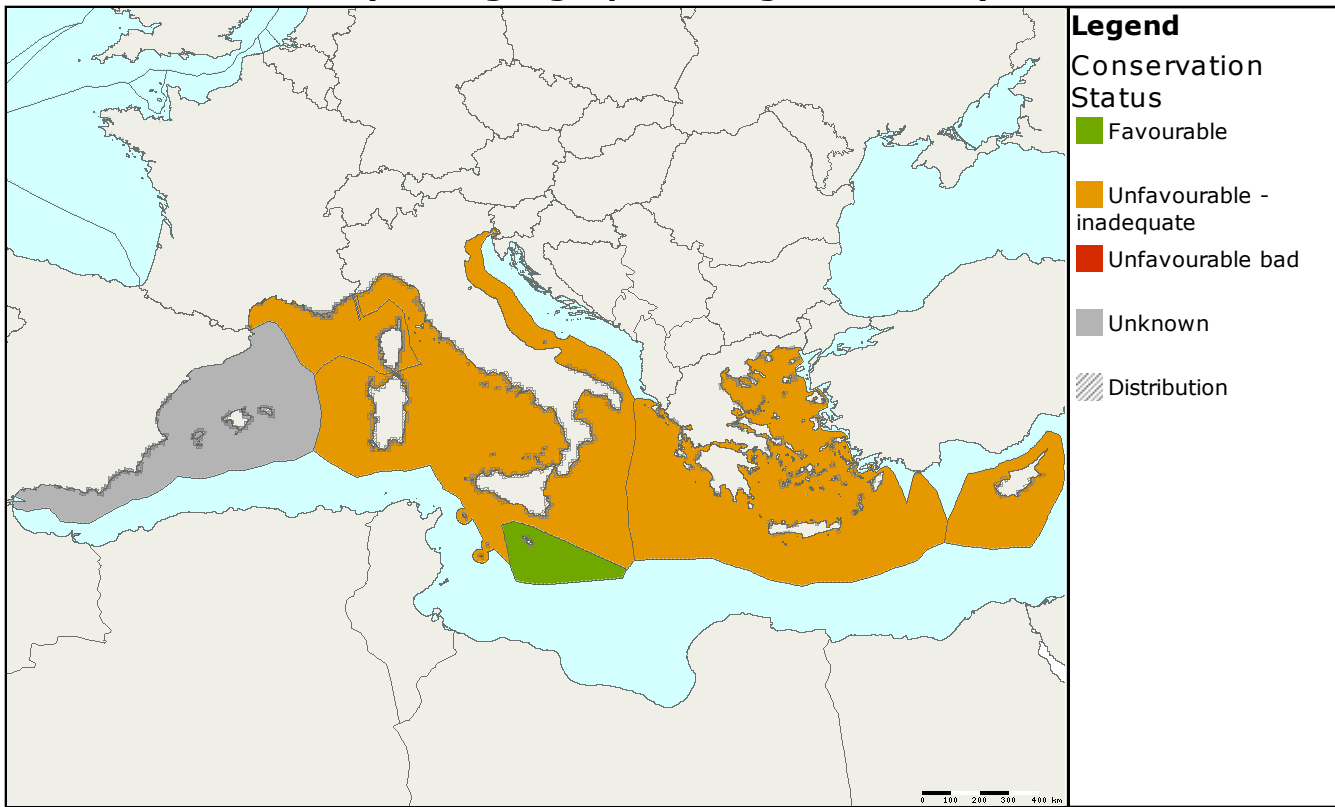 Legend
Conservation
Status
Favourable
Unfavourable -
inadequate
Unfavourable bad
Unknown
Distribution
0 100 200 300 400 km